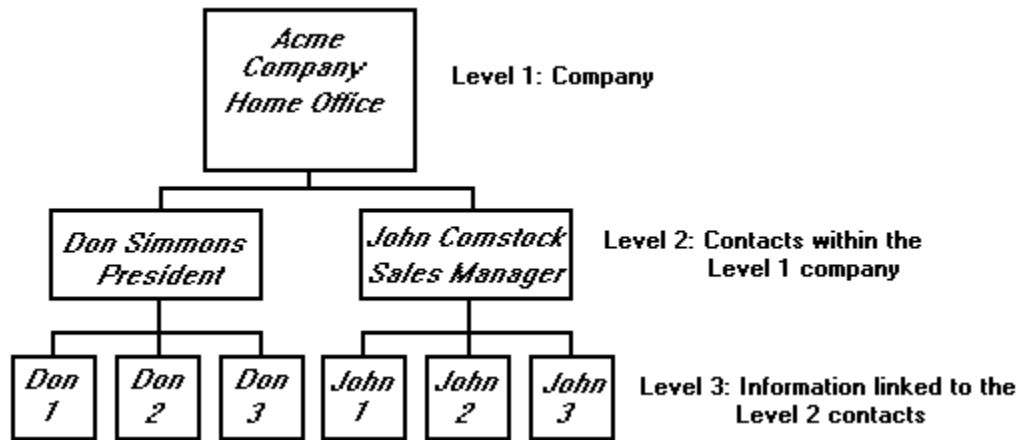 Acme
Company
Home Office
Level 1: Company
Don Simmons
President
John Comstock
Sales Manager
Level 2: Contacts within the
Level 1 company
Don
1
Don
2
Don
3
John
1
John
2
John
3
Level 3: Information linked to the
Level 2 contacts